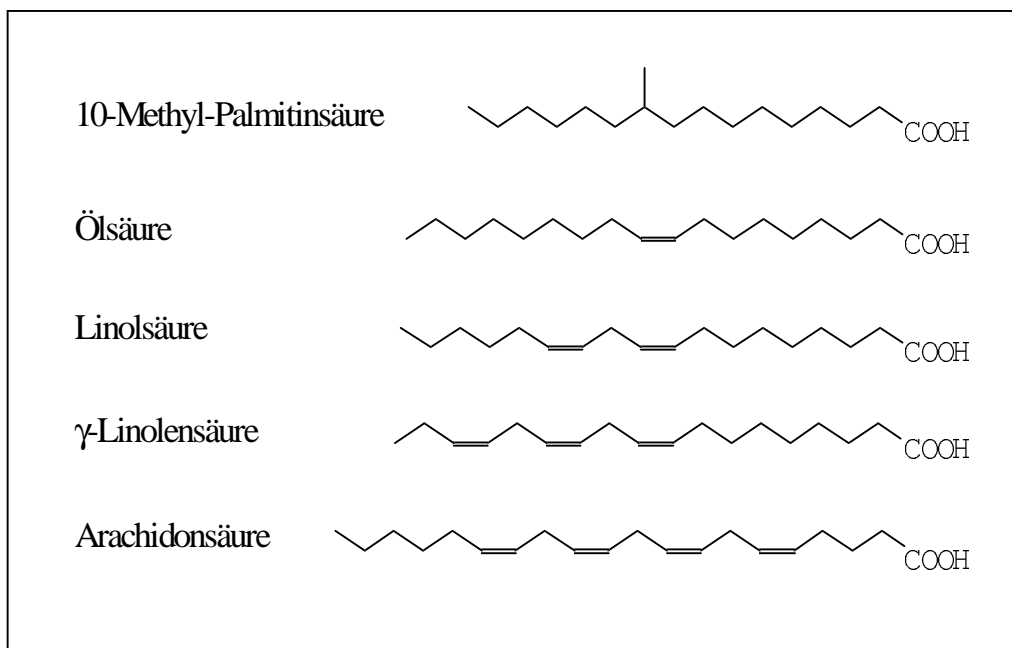 10-Methyl-Palmitinsäure COOH
Ölsäure COOH
Linolsäure COOH
γ-Linolensäure COOH
Arachidonsäure COOH